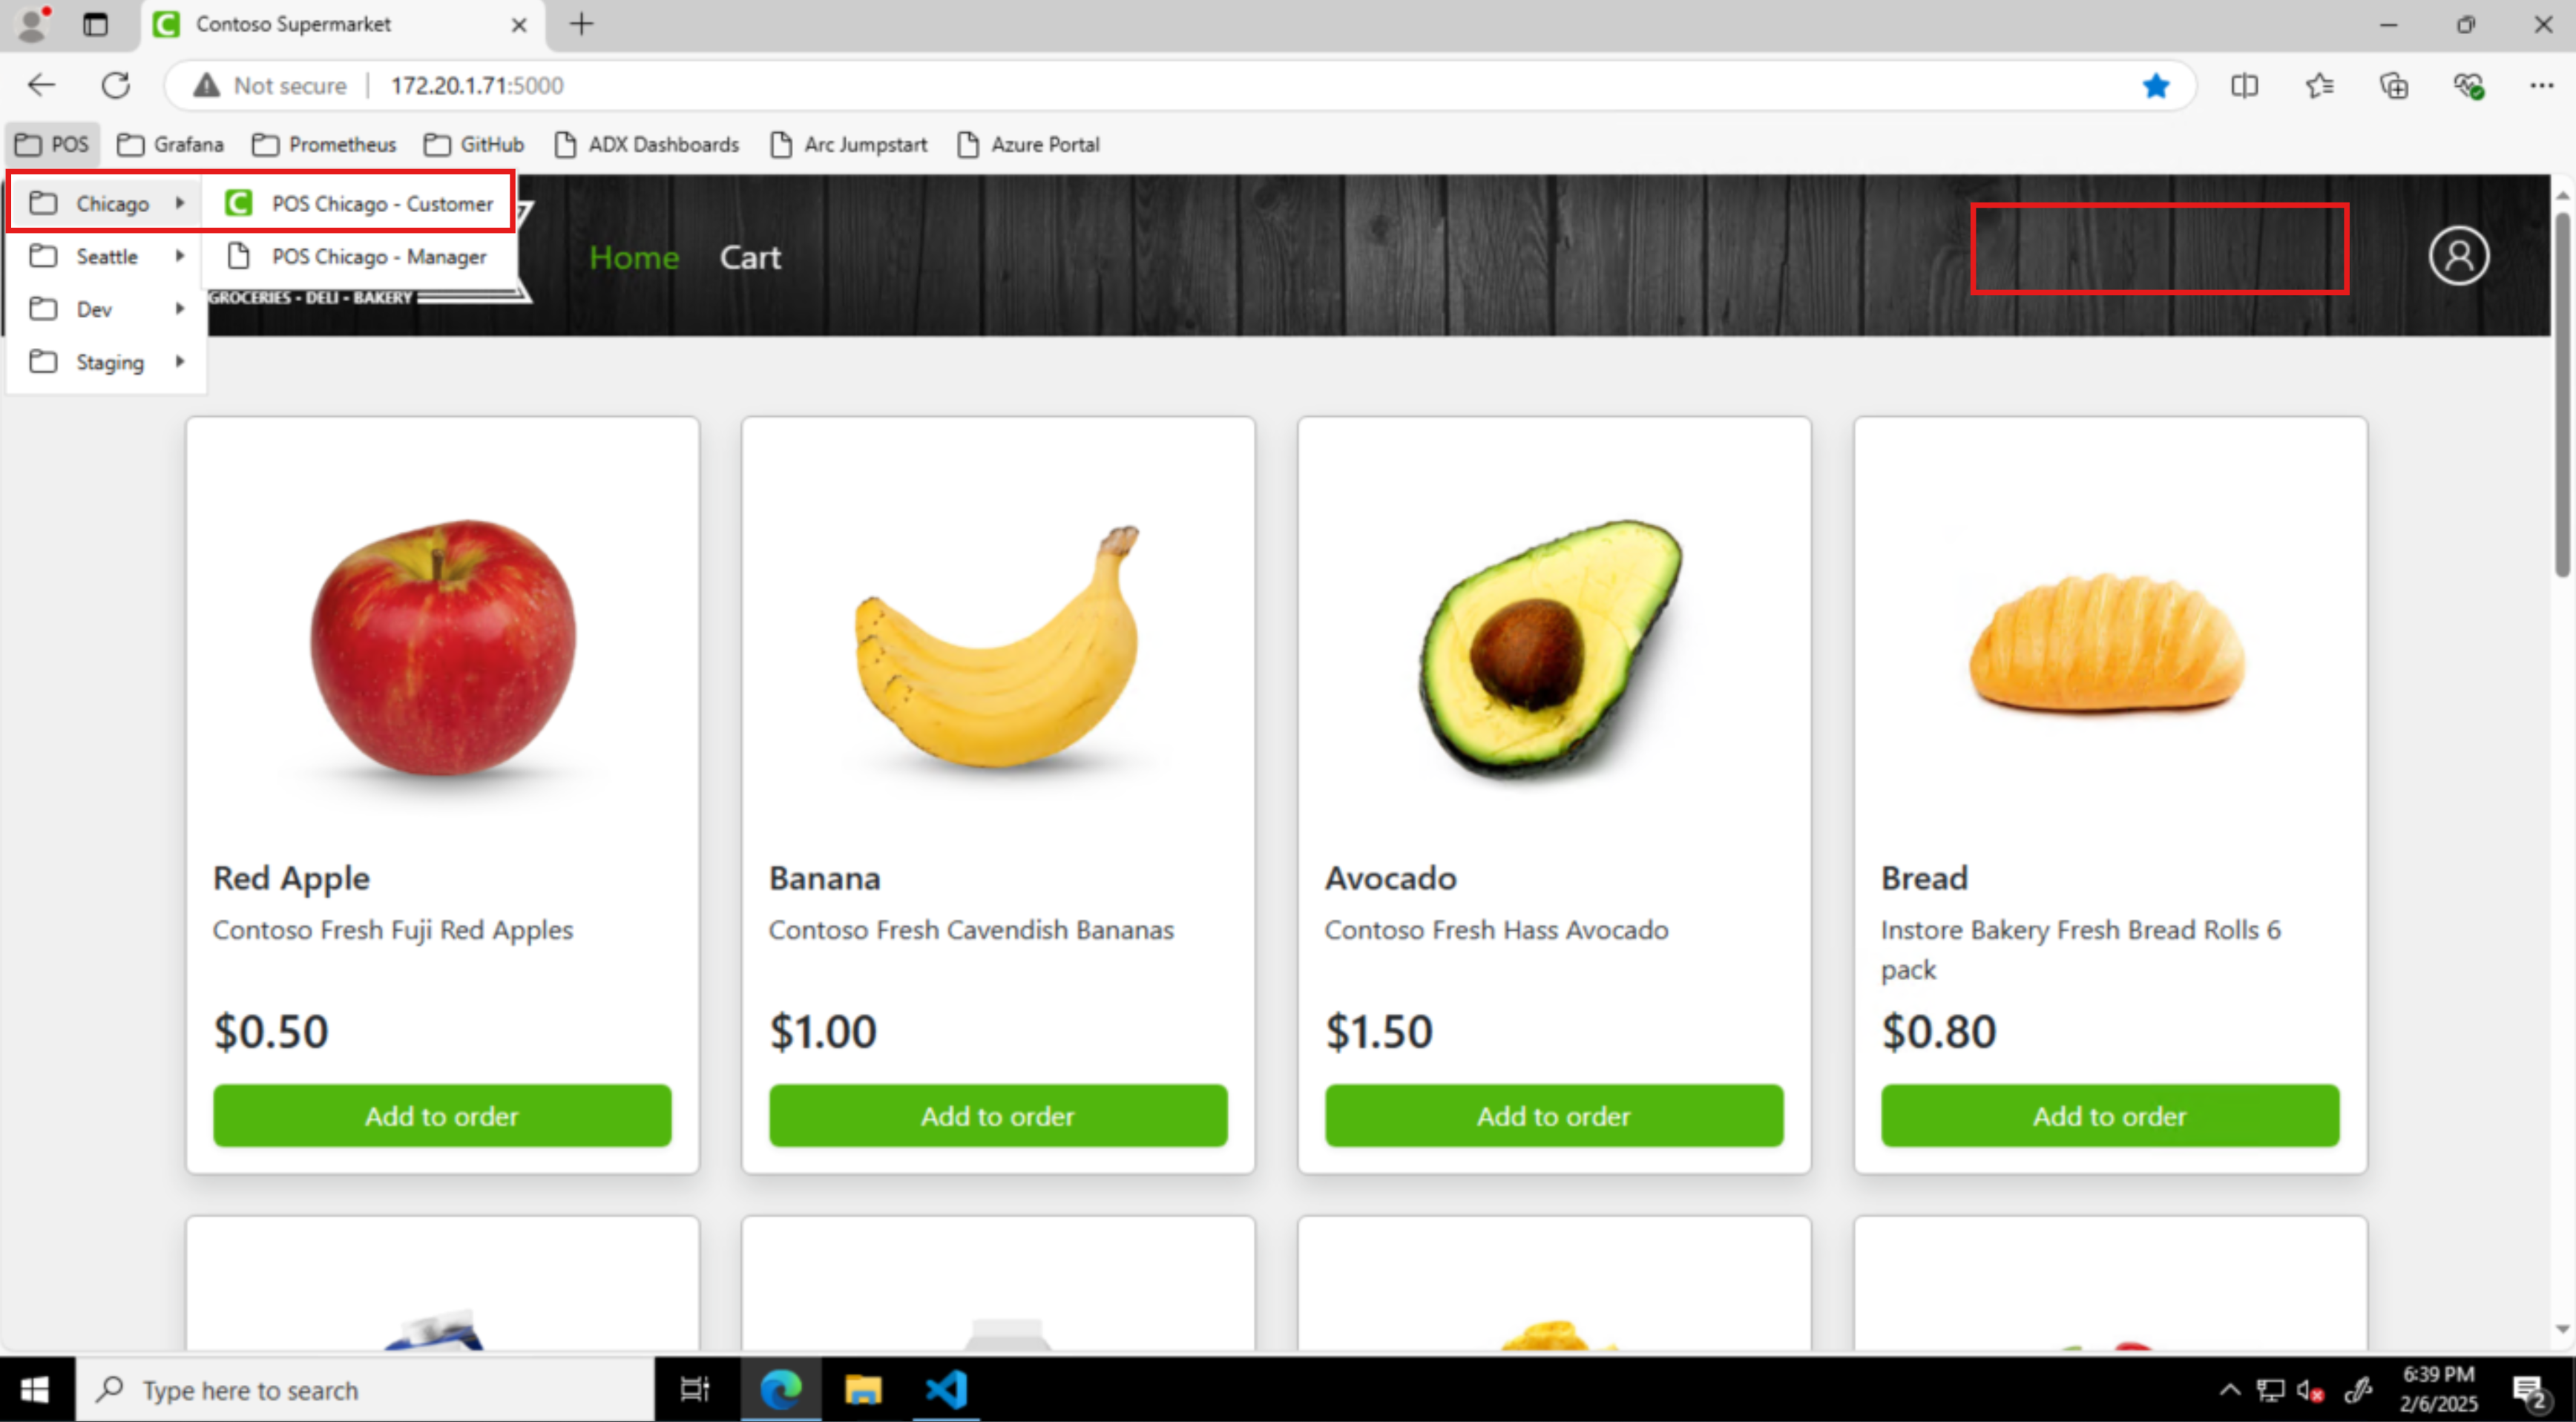 Contoso Supermarket
Not secure | 172.20.1.71:5000
POS Grafana Prometheus GitHub ADX Dashboards Arc Jumpstart Azure Portal
Chicago POS Chicago - Customer
Seattle POS Chicago - Manager
Dev
Staging
Home Cart
GROCERIES - DELI - BAKERY
Red Apple
Contoso Fresh Fuji Red Apples
$0.50
Add to order
Banana
Contoso Fresh Cavendish Bananas
$1.00
Add to order
Avocado
Contoso Fresh Hass Avocado
$1.50
Add to order
Bread
Instore Bakery Fresh Bread Rolls 6
pack
$0.80
Add to order
Type here to search
6:39 PM
2/6/2025
2